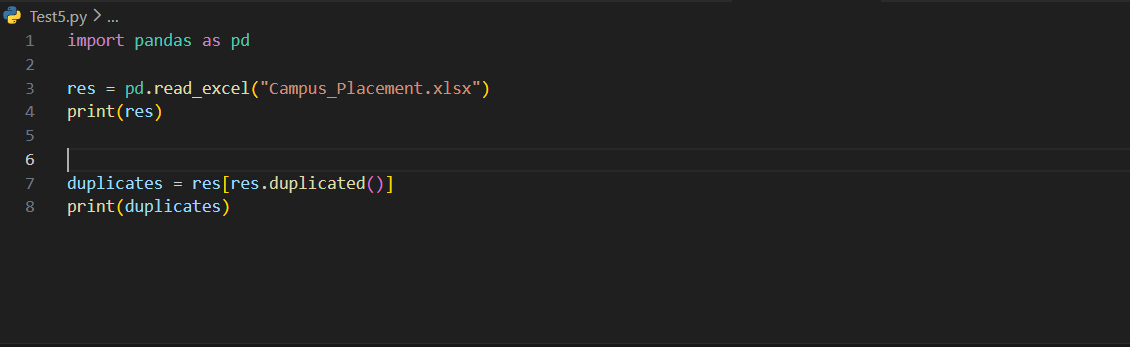 Test5.py > ...
1 import pandas as pd
2
3 res = pd.read_excel("Campus_Placement.xlsx")
4 print(res)
5
6
7 duplicates = res[res.duplicated()]
8 print(duplicates)